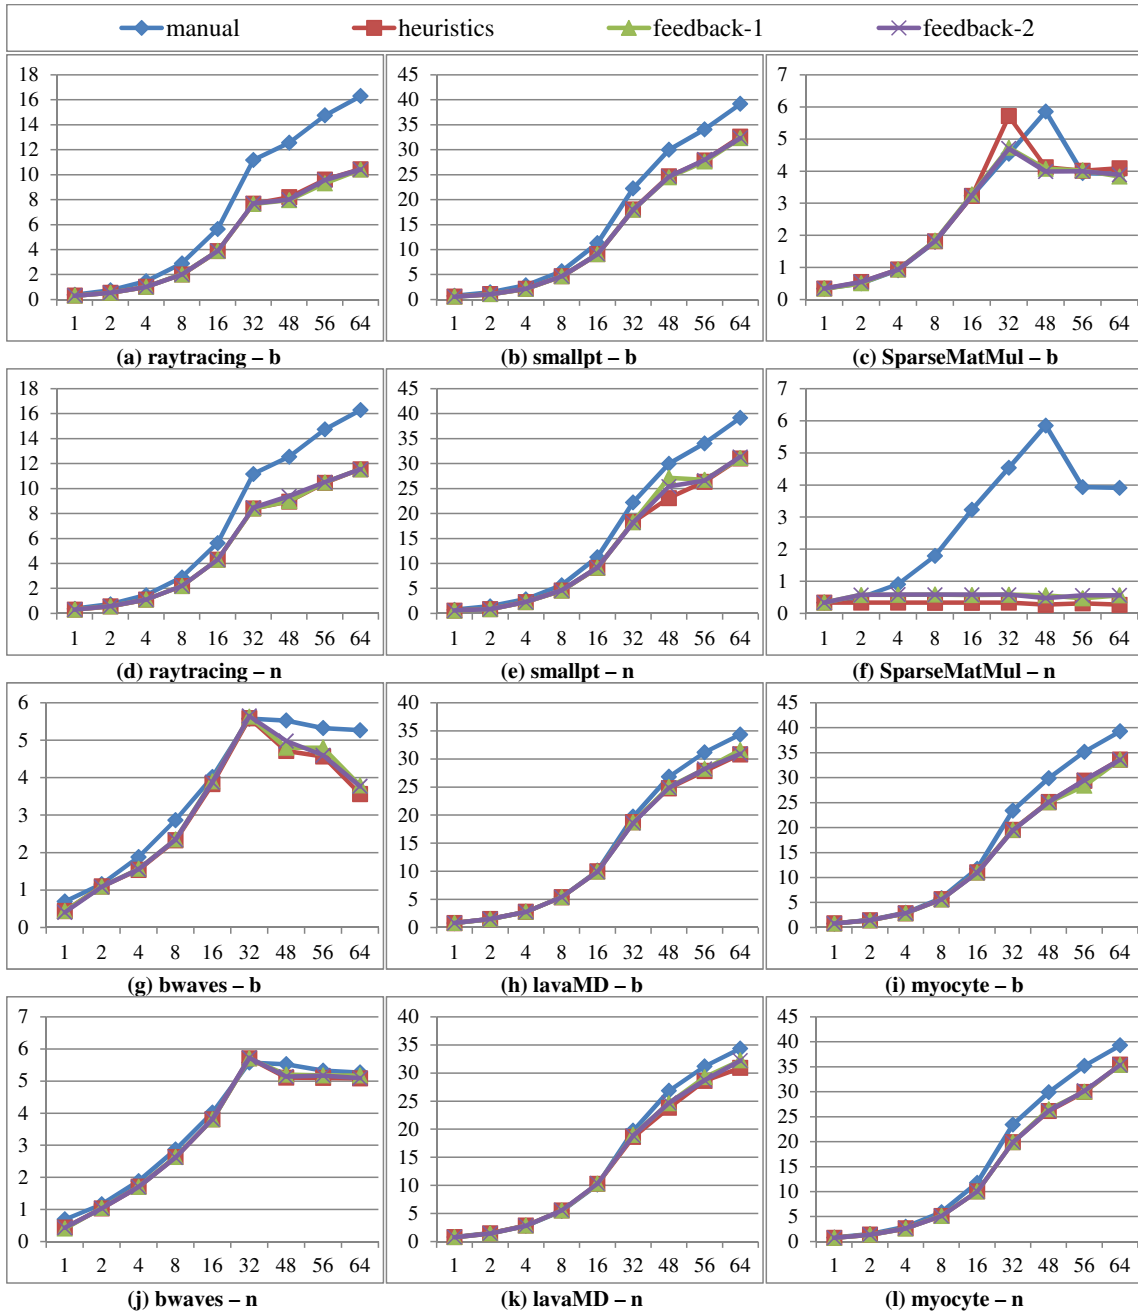 manual heuristics feedback-1 feedback-2
18 16 14 12 10 8 6 4 2 0
1 2 4 8 16 32 48 56 64
(a) raytracing – b
45 40 35 30 25 20 15 10 5 0
1 2 4 8 16 32 48 56 64
(b) smallpt – b
7 6 5 4 3 2 1 0
1 2 4 8 16 32 48 56 64
(c) SparseMatMul – b
18 16 14 12 10 8 6 4 2 0
1 2 4 8 16 32 48 56 64
(d) raytracing – n
45 40 35 30 25 20 15 10 5 0
1 2 4 8 16 32 48 56 64
(e) smallpt – n
7 6 5 4 3 2 1 0
1 2 4 8 16 32 48 56 64
(f) SparseMatMul – n
6 5 4 3 2 1 0
1 2 4 8 16 32 48 56 64
(g) bwaves – b
40 35 30 25 20 15 10 5 0
1 2 4 8 16 32 48 56 64
(h) lavaMD – b
45 40 35 30 25 20 15 10 5 0
1 2 4 8 16 32 48 56 64
(i) myocyte – b
7 6 5 4 3 2 1 0
1 2 4 8 16 32 48 56 64
(j) bwaves – n
40 35 30 25 20 15 10 5 0
1 2 4 8 16 32 48 56 64
(k) lavaMD – n
45 40 35 30 25 20 15 10 5 0
1 2 4 8 16 32 48 56 64
(l) myocyte – n